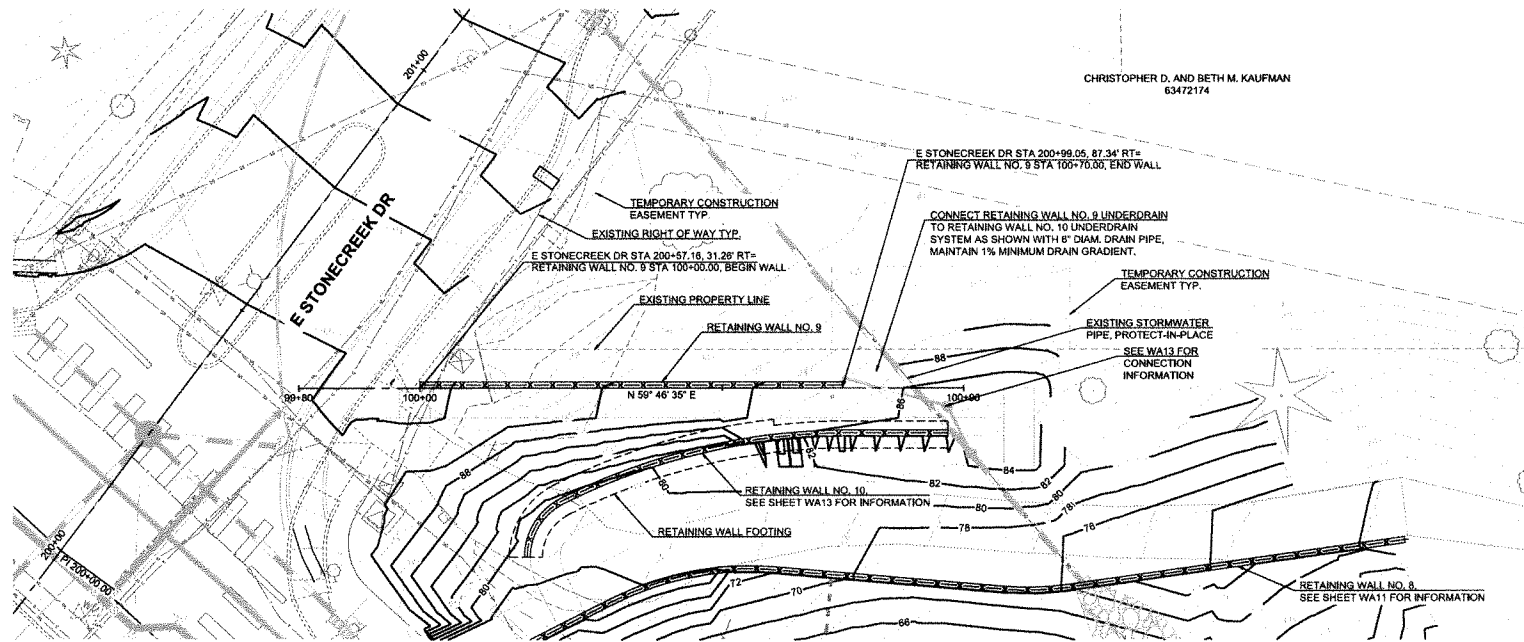 CHRISTOPHER D. AND BETH M. KAUFMAN
63472174
201+00
E STONECREEK DR
E STONECREEK DR STA 200+99.05, 87.34' RT=
RETAINING WALL NO. 9 STA 100+70.00, END WALL
TEMPORARY CONSTRUCTION
EASEMENT TYP.
EXISTING RIGHT OF WAY TYP.
CONNECT RETAINING WALL NO. 9 UNDERDRAIN
TO RETAINING WALL NO. 10 UNDERDRAIN
SYSTEM AS SHOWN WITH 6" DIAM. DRAIN PIPE,
MAINTAIN 1% MINIMUM DRAIN GRADIENT.
E STONECREEK DR STA 200+57.16, 31.26' RT=
RETAINING WALL NO. 9 STA 100+00.00, BEGIN WALL
TEMPORARY CONSTRUCTION
EASEMENT TYP.
EXISTING PROPERTY LINE
EXISTING STORMWATER
PIPE, PROTECT-IN-PLACE
RETAINING WALL NO. 9
SEE WA13 FOR
CONNECTION
INFORMATION
88
99+80
100+00
N 59° 46' 35" E
100+90
86
88
82
84
82
82
80
80
80
78
78
76
RETAINING WALL NO. 10,
SEE SHEET WA13 FOR INFORMATION
RETAINING WALL FOOTING
200+00
PI 200+00.00
80
72
70
66
RETAINING WALL NO. 8,
SEE SHEET WA11 FOR INFORMATION